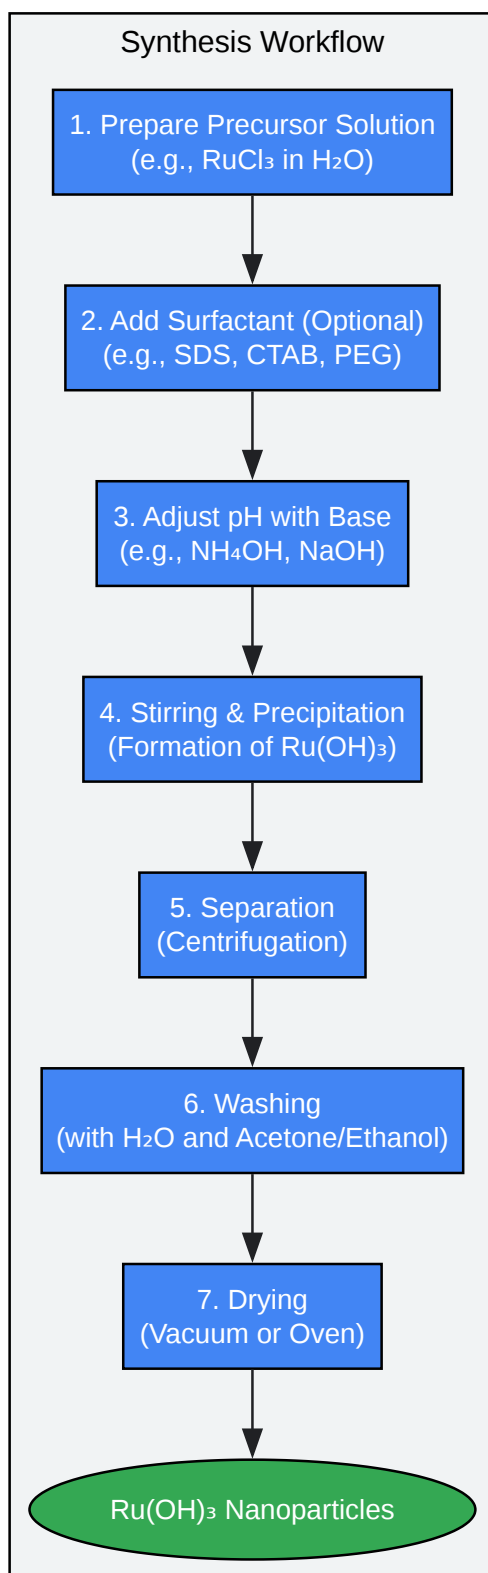 Synthesis Workflow
1. Prepare Precursor Solution
(e.g., RuCl₃ in H₂O)
2. Add Surfactant (Optional)
(e.g., SDS, CTAB, PEG)
3. Adjust pH with Base
(e.g., NH₄OH, NaOH)
4. Stirring & Precipitation
(Formation of Ru(OH)₃)
5. Separation
(Centrifugation)
6. Washing
(with H₂O and Acetone/Ethanol)
7. Drying
(Vacuum or Oven)
Ru(OH)₃ Nanoparticles